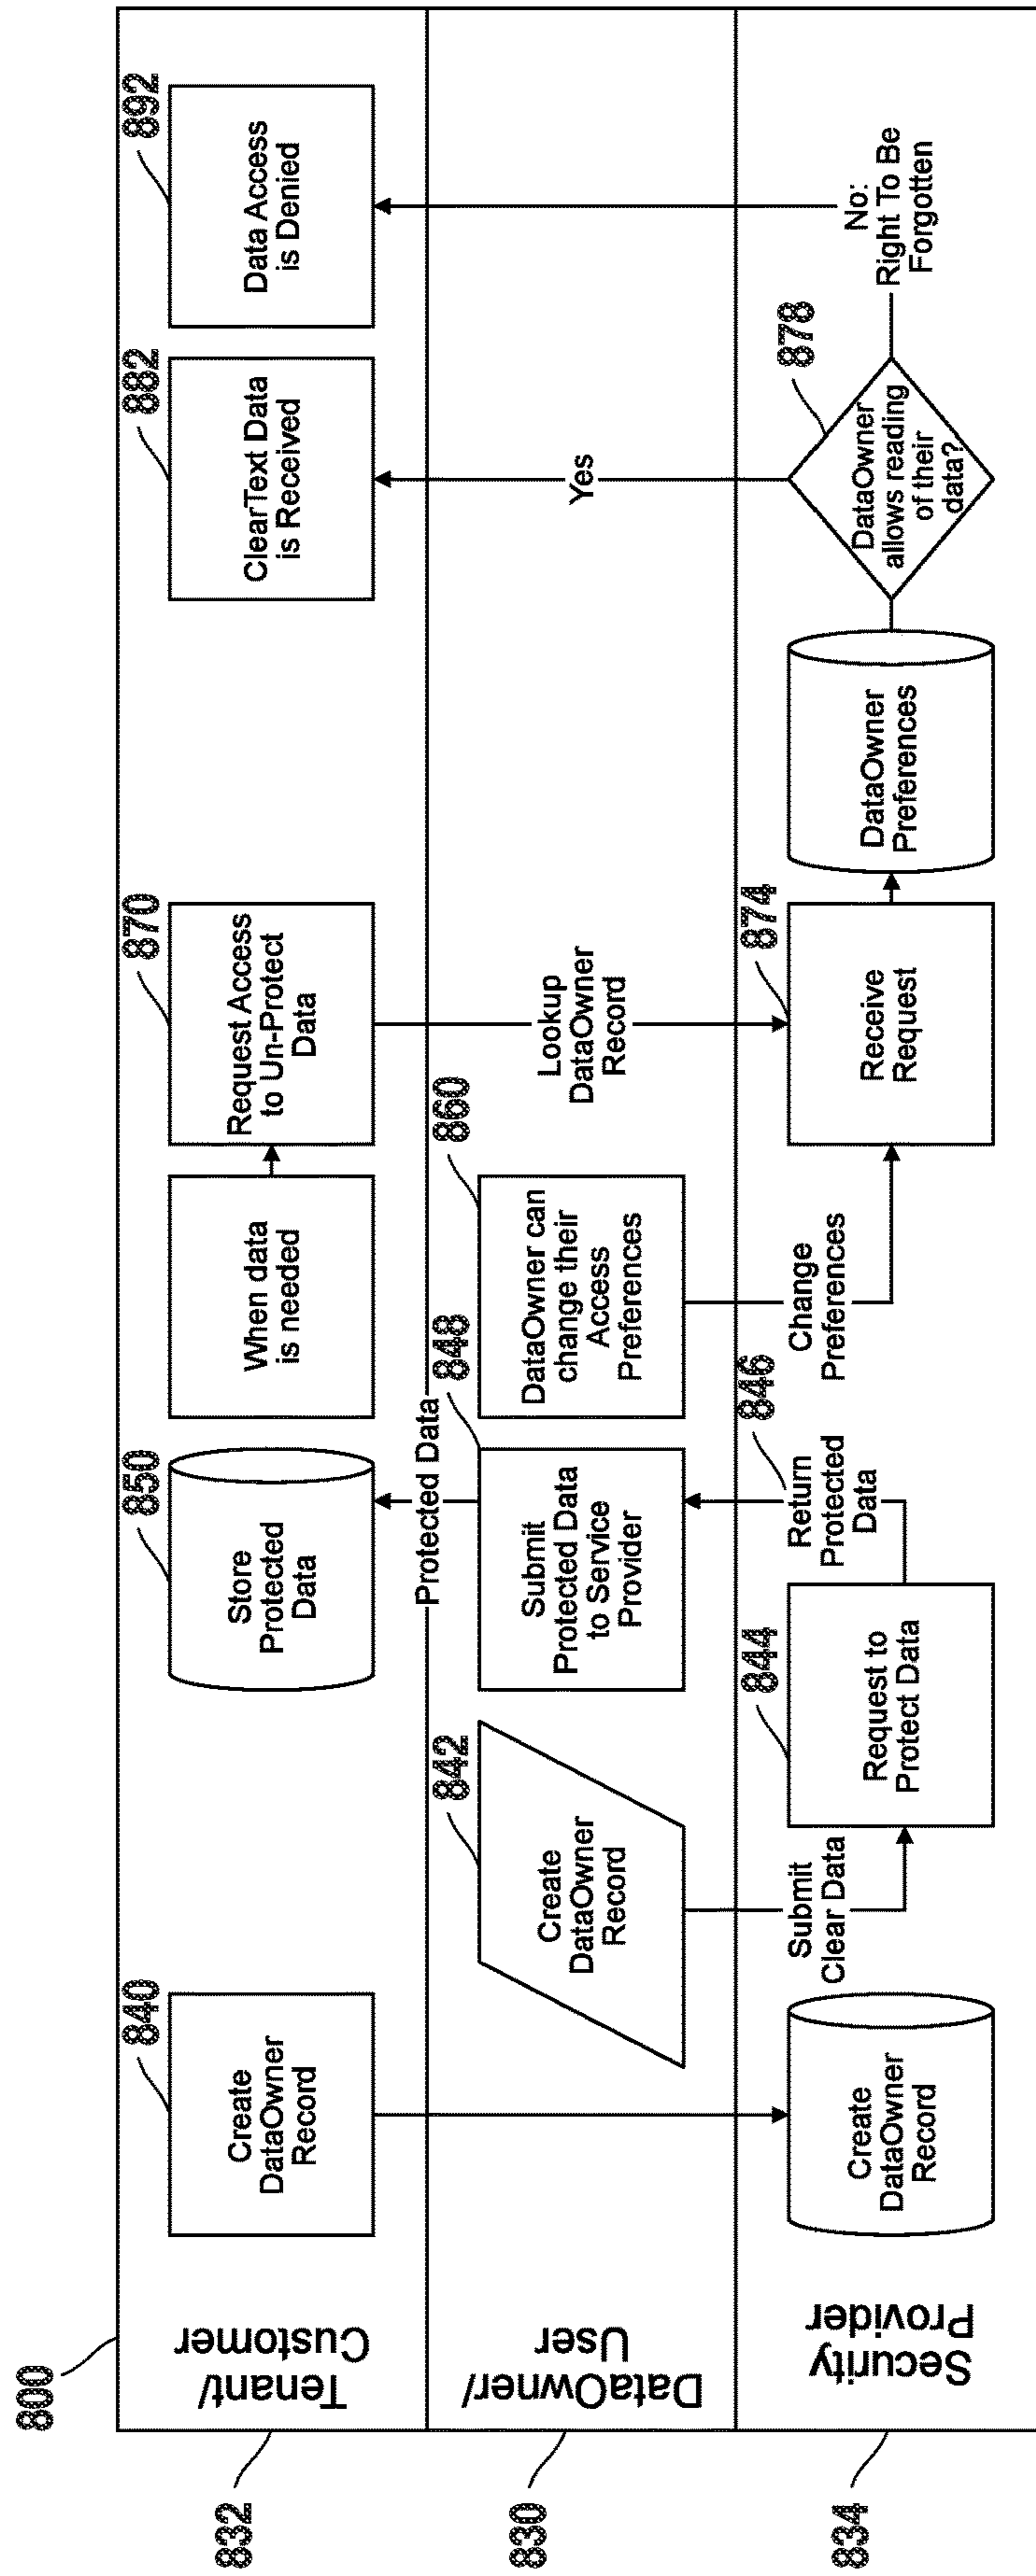 800
832
Tenant/
Customer
840
Create
DataOwner
Record
850
Store
Protected
Data
When data
is needed
870
Request Access
to Un-Protect
Data
882
ClearText Data
is Received
892
Data Access
is Denied
Protected Data
830
DataOwner/
User
842
Create
DataOwner
Record
848
Submit
Protected Data
to Service
Provider
860
DataOwner can
change their
Access
Preferences
Lookup
DataOwner
Record
Yes
834
Security
Provider
Create
DataOwner
Record
Submit
Clear Data
844
Request to
Protect Data
846
Return
Protected
Data
Change
Preferences
874
Receive
Request
DataOwner
Preferences
878
DataOwner
allows reading
of their
data?
No:
Right To Be
Forgotten